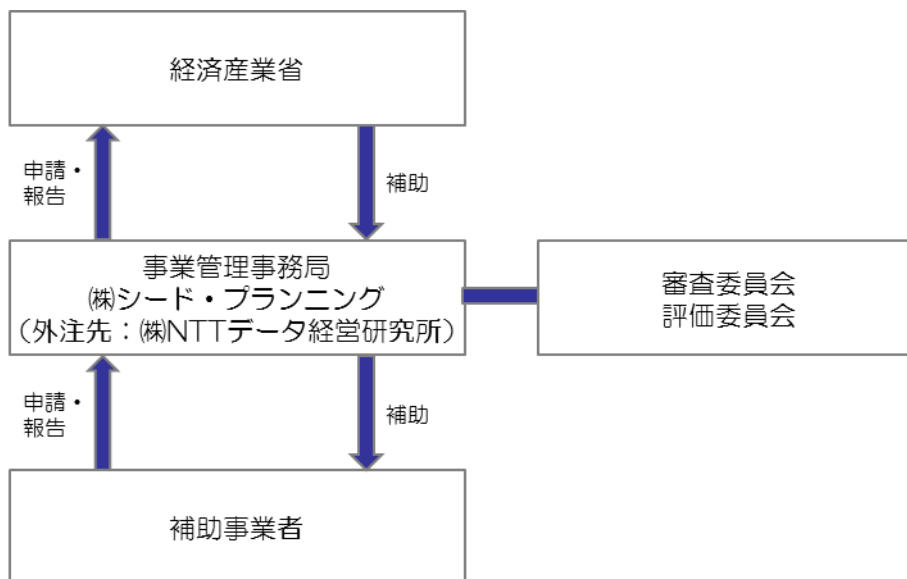 経済産業省
申請・
報告
補助
事業管理事務局
㈱シード・プランニング
（外注先：㈱NTTデータ経営研究所）
審査委員会
評価委員会
申請・
報告
補助
補助事業者